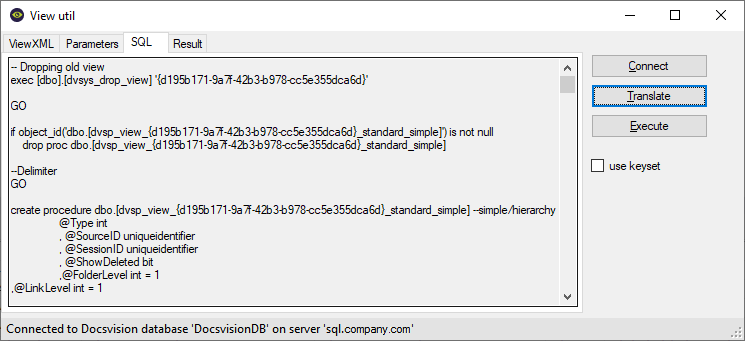 View util
ViewXML Parameters SQL Result
-- Dropping old view
exec [dbo].[dvsys_drop_view] '{d195b171-9a7f-42b3-b978-cc5e355dca6d}'
GO
if object_id('dbo.[dvsp_view_{d195b171-9a7f-42b3-b978-cc5e355dca6d}_standard_simple]') is not null
drop proc dbo.[dvsp_view_{d195b171-9a7f-42b3-b978-cc5e355dca6d}_standard_simple]
--Delimiter
GO
create procedure dbo.[dvsp_view_{d195b171-9a7f-42b3-b978-cc5e355dca6d}_standard_simple] --simple/hierarchy
@Type int
, @SourceID uniqueidentifier
, @SessionID uniqueidentifier
, @ShowDeleted bit
,@FolderLevel int = 1
,@LinkLevel int = 1
Connect
Translate
Execute
use keyset
Connected to Docsvision database 'DocsvisionDB' on server 'sql.company.com'